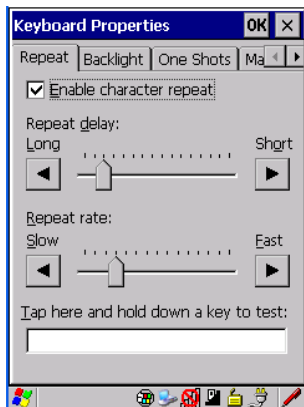 Keyboard Properties OK ×
Repeat Backlight One Shots Ma
Enable character repeat
Repeat delay:
Long Short
Repeat rate:
Slow Fast
Tap here and hold down a key to test: